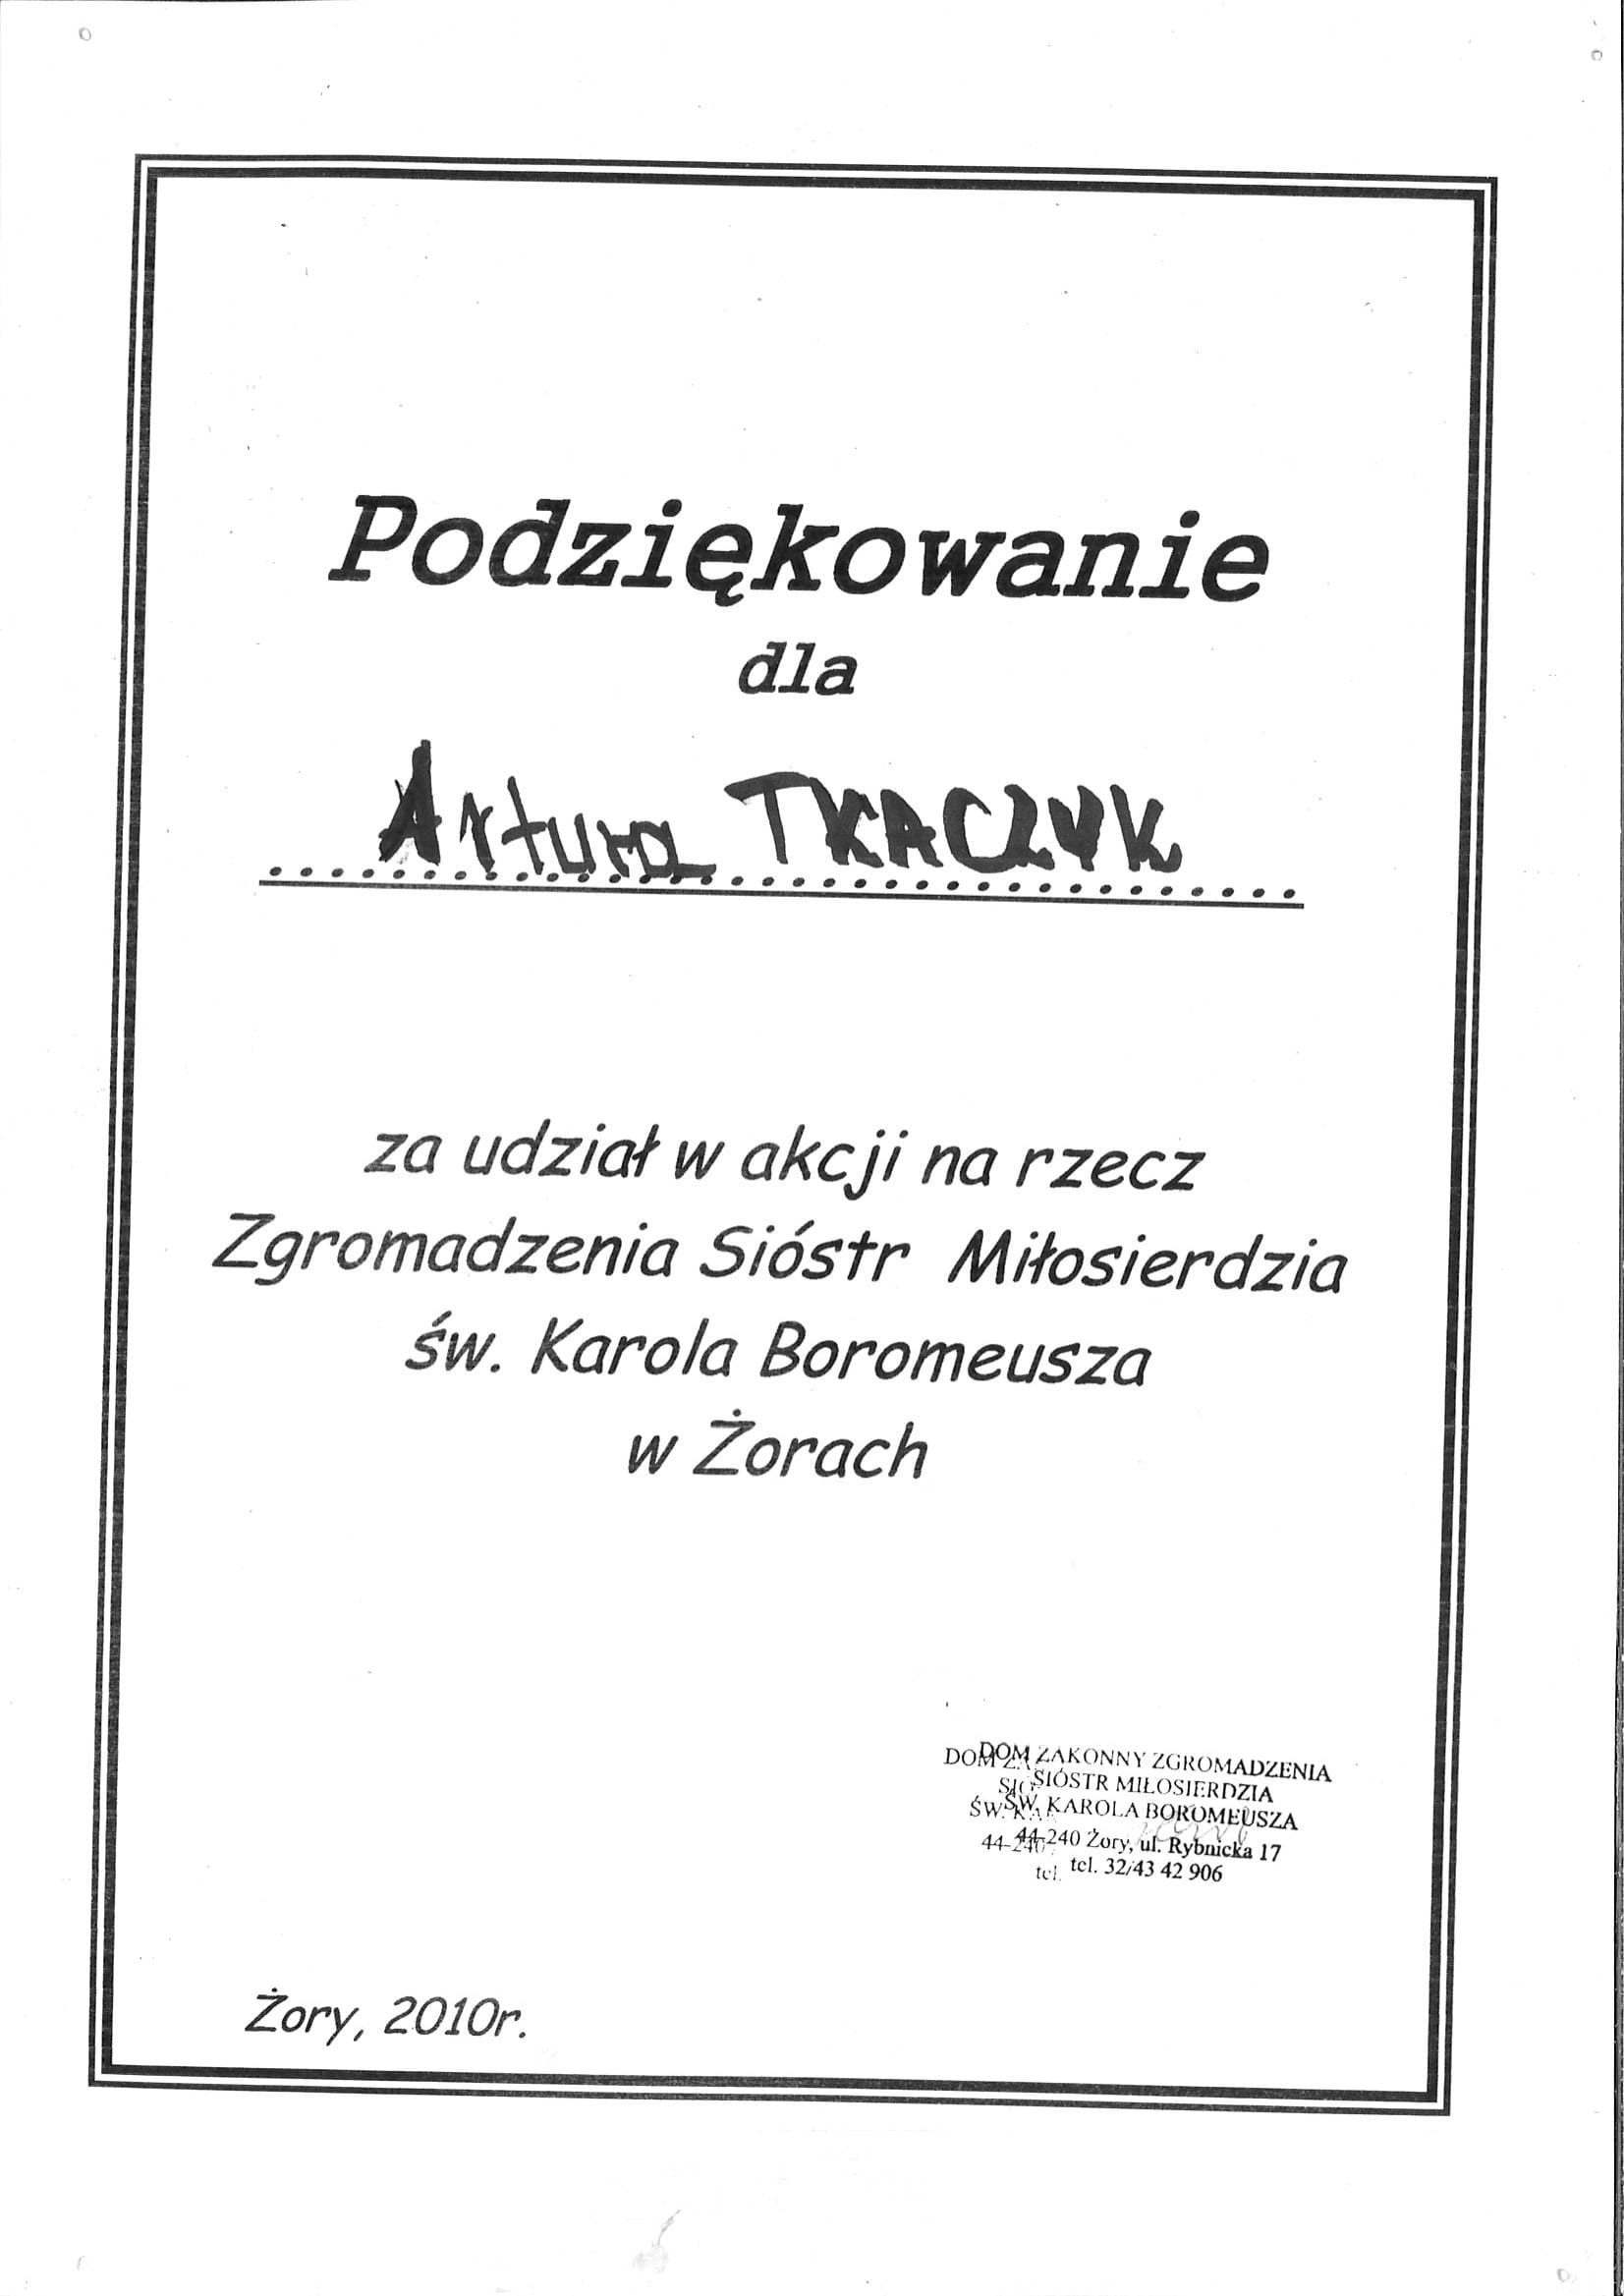 Podziękowanie
dla
Artura TKACZYK
za udział w akcji na rzecz
Zgromadzenia Sióstr Miłosierdzia
św. Karola Boromeusza
w Żorach
DOM ZAKONNY ZGROMADZENIA
SIÓSTR MIŁOSIERDZIA
ŚW. KAROLA BOROMEUSZA
44-240 Żory, ul. Rybnicka 17
tel. 32/43 42 906
Żory, 2010r.